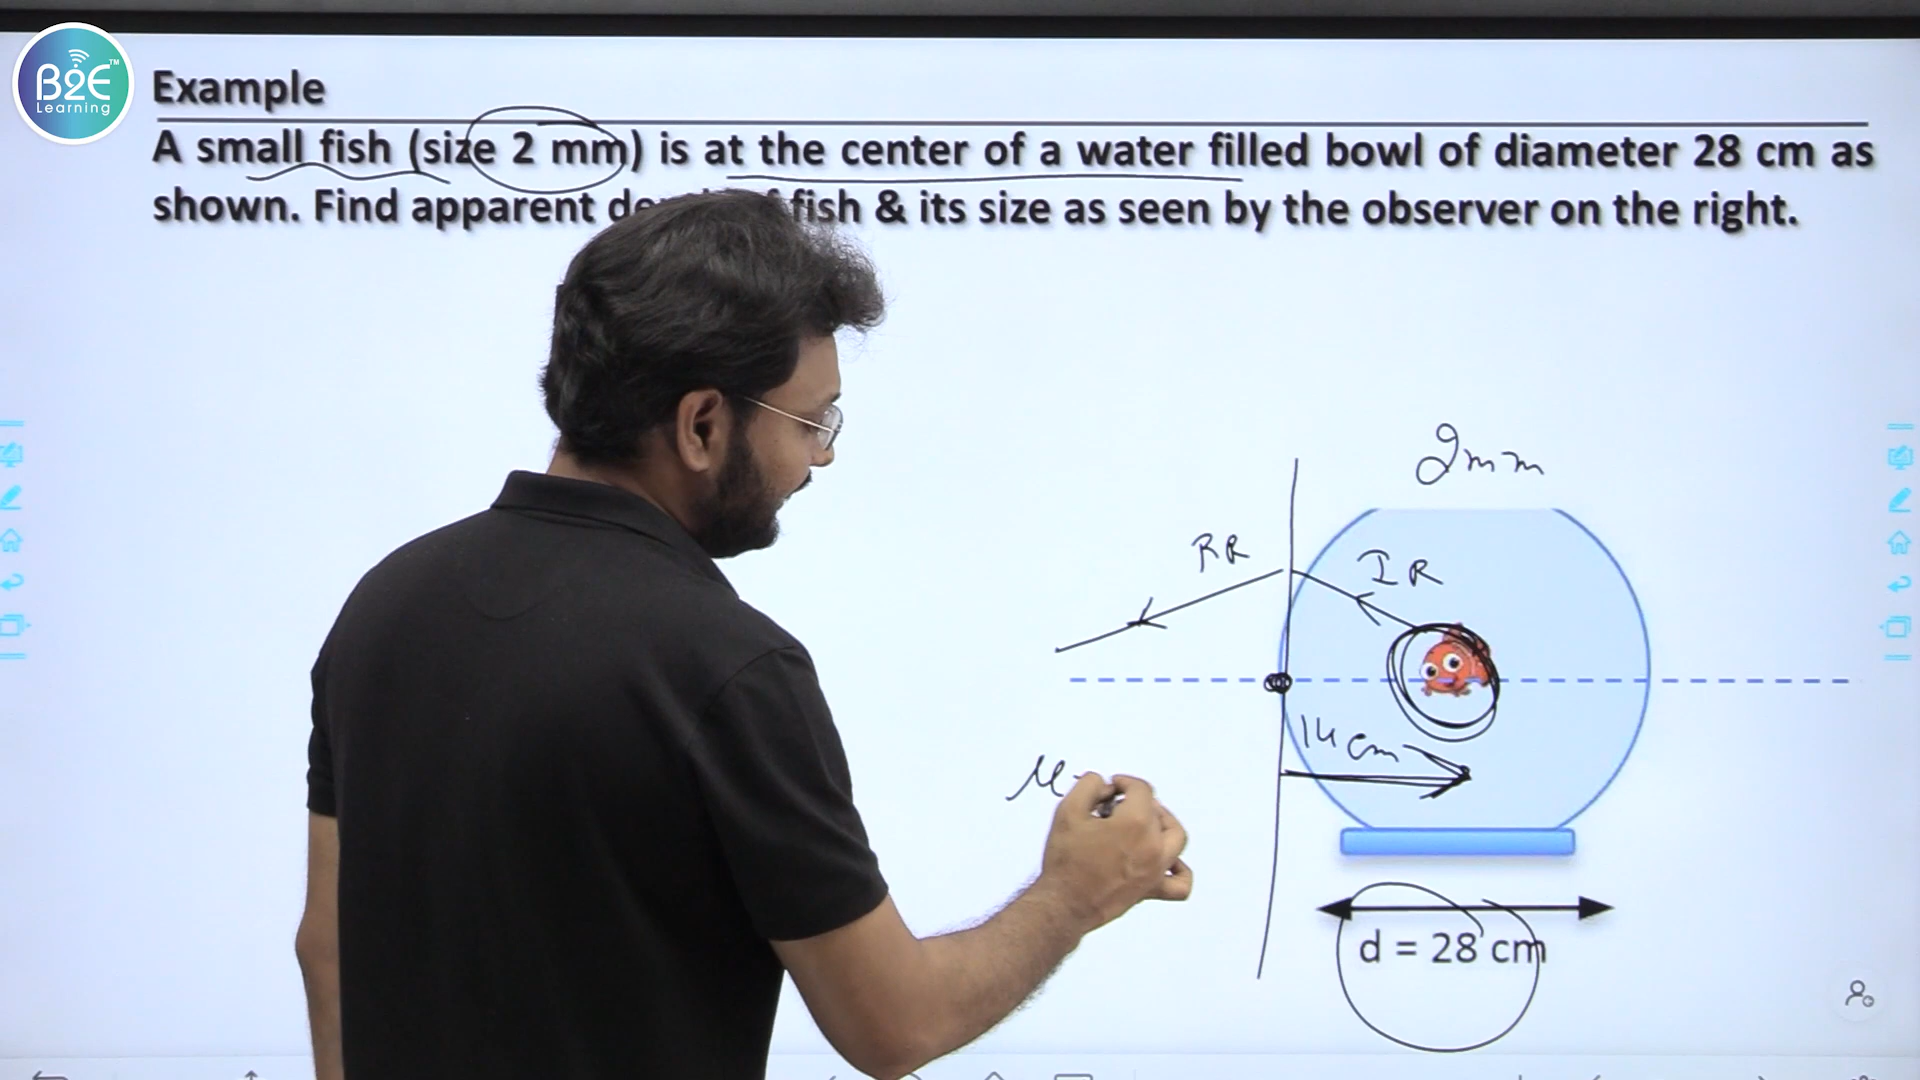 B2E
TM
Learning
Example
A small fish (size 2 mm) is at the center of a water filled bowl of diameter 28 cm as
shown. Find apparent fish & its size as seen by the observer on the right.
2mm
RR
IR
14cm
μ
d = 28 cm